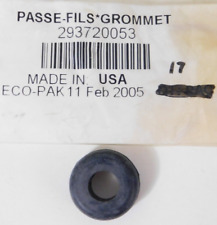 PASSE-FILS*GROMMET
293720053
17
MADE IN. USA
ECO-PAK 11 Feb 2005